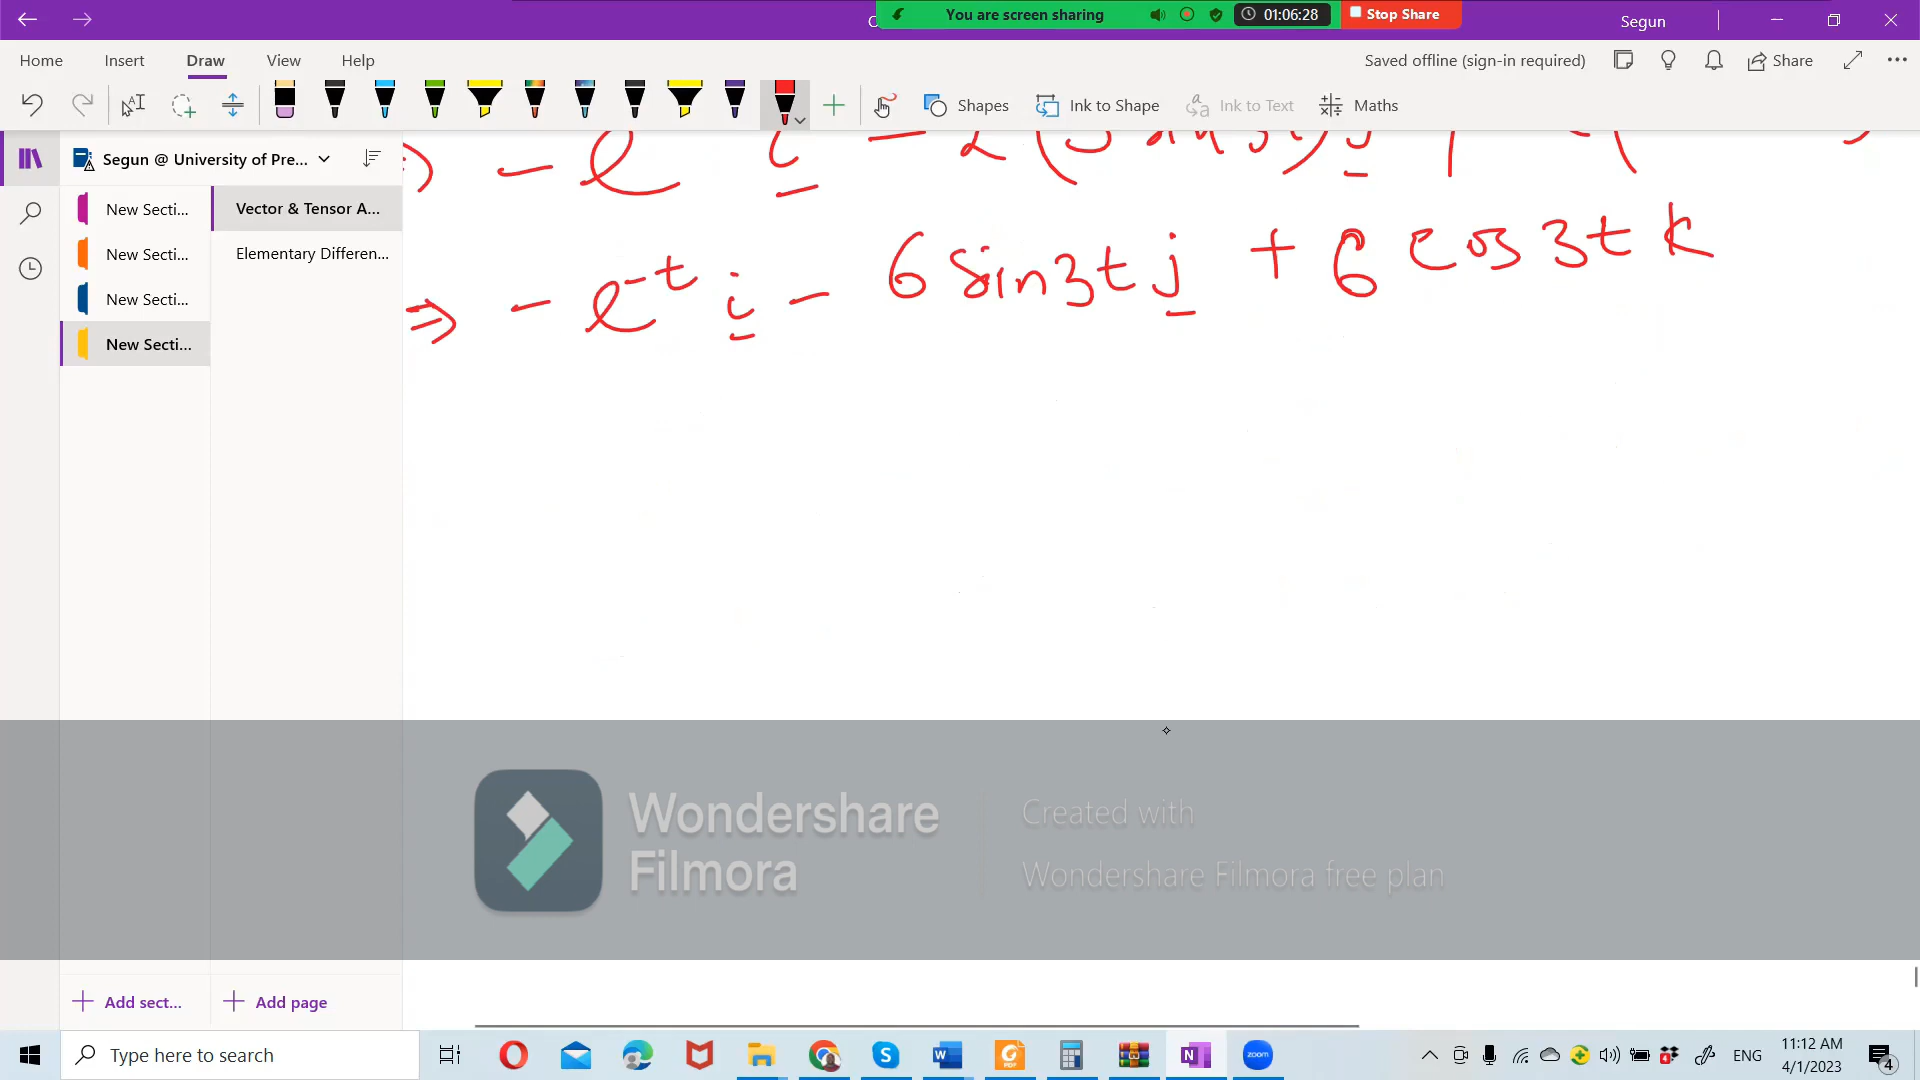 You are screen sharing 01:06:28 Stop Share Segun
Home Insert Draw View Help Saved offline (sign-in required) Share
Shapes Ink to Shape Ink to Text Maths
Segun @ University of Pre...
New Secti... Vector & Tensor A...
New Secti... Elementary Differen...
New Secti...
New Secti...
⇒ - e^-t i - 6 sin3t j + 6 cos3t k
Wondershare Filmora
Created with
Wondershare Filmora free plan
Add sect... Add page
Type here to search
ENG
11:12 AM
4/1/2023
4